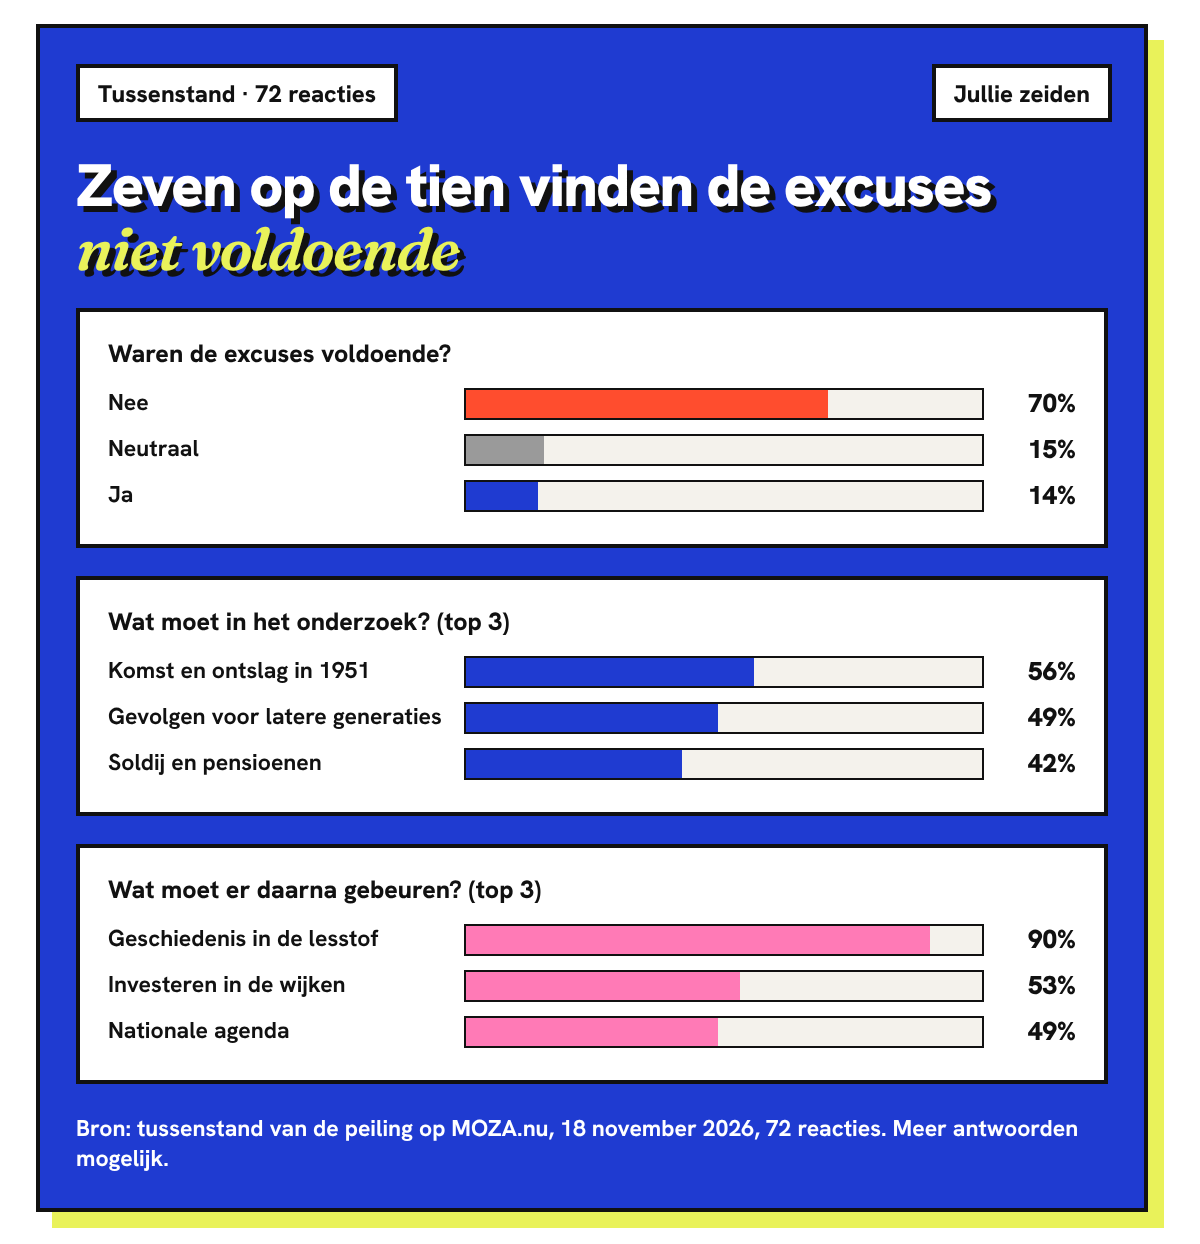 Tussenstand · 72 reacties
Jullie zeiden
Zeven op de tien vinden de excuses
niet voldoende
Waren de excuses voldoende?
Nee 70%
Neutraal 15%
Ja 14%
Wat moet in het onderzoek? (top 3)
Komst en ontslag in 1951 56%
Gevolgen voor latere generaties 49%
Soldij en pensioenen 42%
Wat moet er daarna gebeuren? (top 3)
Geschiedenis in de lesstof 90%
Investeren in de wijken 53%
Nationale agenda 49%
Bron: tussenstand van de peiling op MOZA.nu, 18 november 2026, 72 reacties. Meer antwoorden
mogelijk.